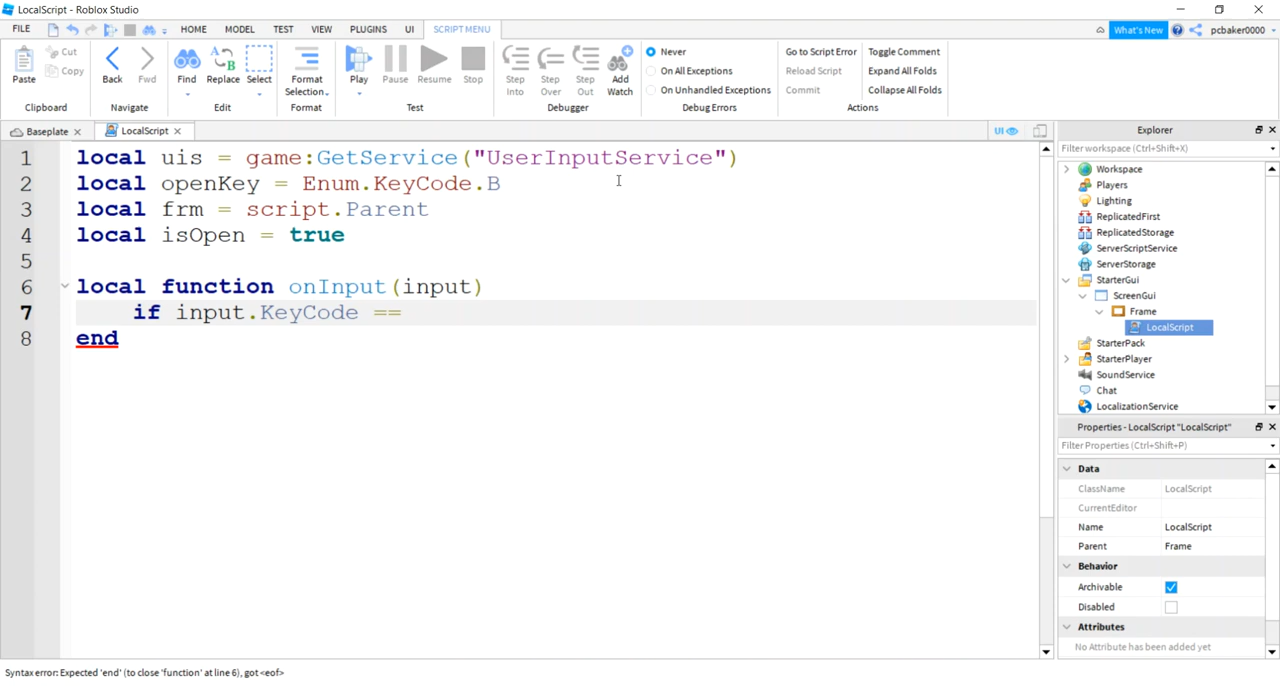 LocalScript - Roblox Studio
FILE HOME MODEL TEST VIEW PLUGINS UI SCRIPT MENU What's New pcbaker0000
Paste Cut Copy Clipboard
Back Fwd Navigate
Find Replace Select Edit
Format Selection Format
Play Pause Resume Stop Test
Step Into Step Over Step Out Add Watch Debugger
Never
On All Exceptions
On Unhandled Exceptions
Debug Errors
Go to Script Error Toggle Comment
Reload Script Expand All Folds
Commit Collapse All Folds
Actions
Baseplate LocalScript UI
1 local uis = game:GetService("UserInputService")
2 local openKey = Enum.KeyCode.B
3 local frm = script.Parent
4 local isOpen = true
5
6 local function onInput(input)
7 if input.KeyCode ==
8 end
Explorer
Filter workspace (Ctrl+Shift+X)
Workspace
Players
Lighting
ReplicatedFirst
ReplicatedStorage
ServerScriptService
ServerStorage
StarterGui
ScreenGui
Frame
LocalScript
StarterPack
StarterPlayer
SoundService
Chat
LocalizationService
Properties - LocalScript "LocalScript"
Filter Properties (Ctrl+Shift+P)
Data
ClassName LocalScript
CurrentEditor
Name LocalScript
Parent Frame
Behavior
Archivable
Disabled
Attributes
No Attribute has been added yet
Syntax error: Expected 'end' (to close 'function' at line 6), got <eof>